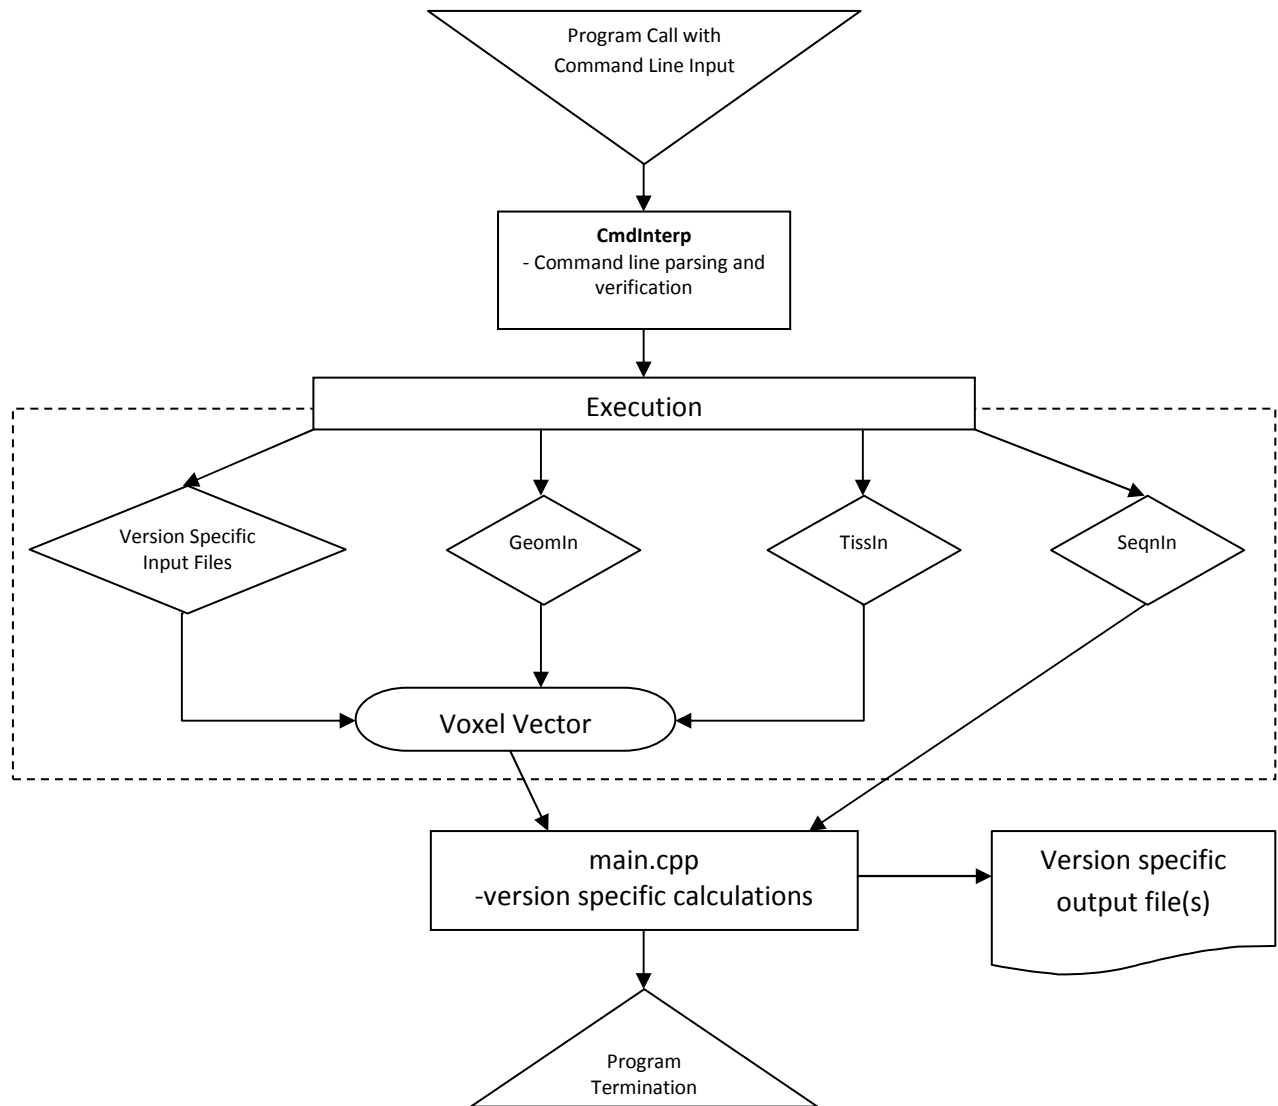 Program Call with
Command Line Input
CmdInterp
- Command line parsing and
verification
Execution
Version Specific
Input Files
GeomIn
TissIn
SeqnIn
Voxel Vector
main.cpp
-version specific calculations
Version specific
output file(s)
Program
Termination